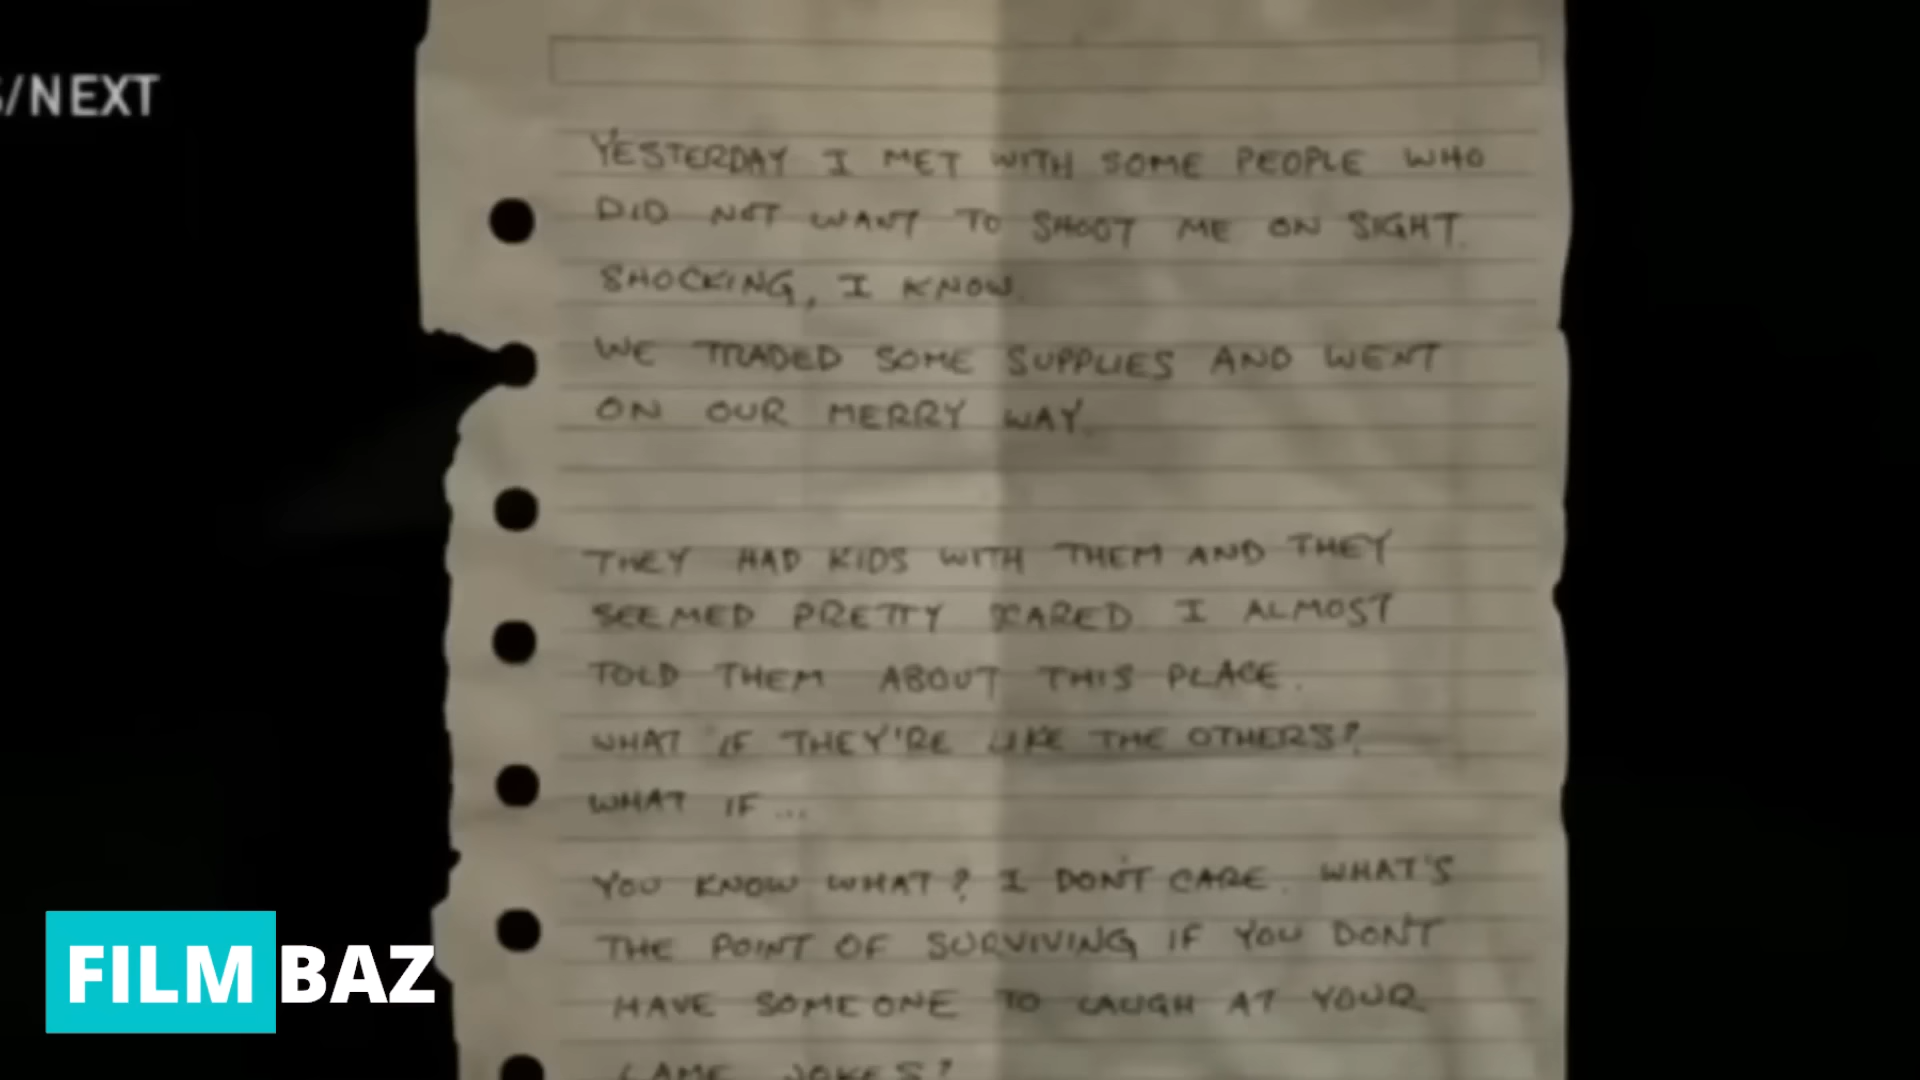 /NEXT
YESTERDAY I MET WITH SOME PEOPLE WHO
DID NOT WANT TO SHOOT ME ON SIGHT.
SHOCKING, I KNOW.
WE TRADED SOME SUPPLIES AND WENT
ON OUR MERRY WAY.
THEY HAD KIDS WITH THEM AND THEY
SEEMED PRETTY SCARED I ALMOST
TOLD THEM ABOUT THIS PLACE.
WHAT IF THEY'RE LIKE THE OTHERS?
WHAT IF...
YOU KNOW WHAT? I DON'T CARE. WHAT'S
THE POINT OF SURVIVING IF YOU DON'T
HAVE SOMEONE TO LAUGH AT YOUR
LAME JOKES?
FILMBAZ